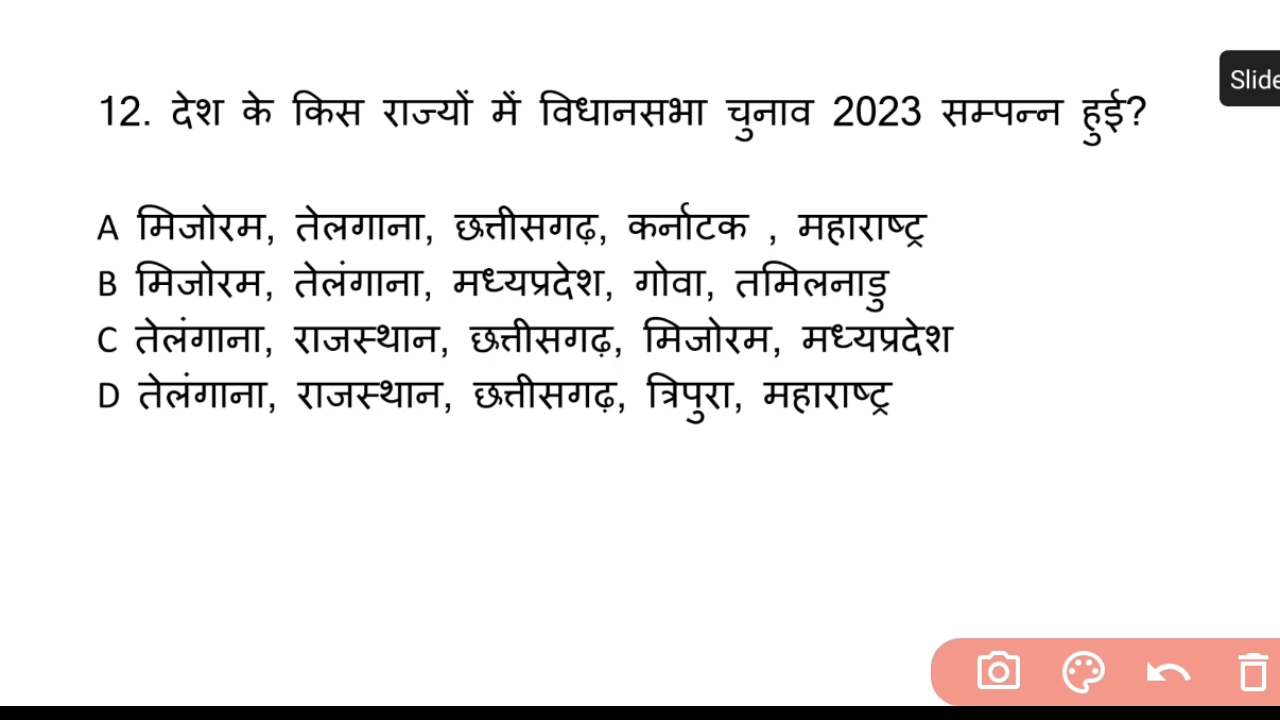 Slide
12. देश के किस राज्यों में विधानसभा चुनाव 2023 सम्पन्न हुई?
A मिजोरम, तेलगाना, छत्तीसगढ़, कर्नाटक , महाराष्ट्र
B मिजोरम, तेलंगाना, मध्यप्रदेश, गोवा, तमिलनाडु
C तेलंगाना, राजस्थान, छत्तीसगढ़, मिजोरम, मध्यप्रदेश
D तेलंगाना, राजस्थान, छत्तीसगढ़, त्रिपुरा, महाराष्ट्र